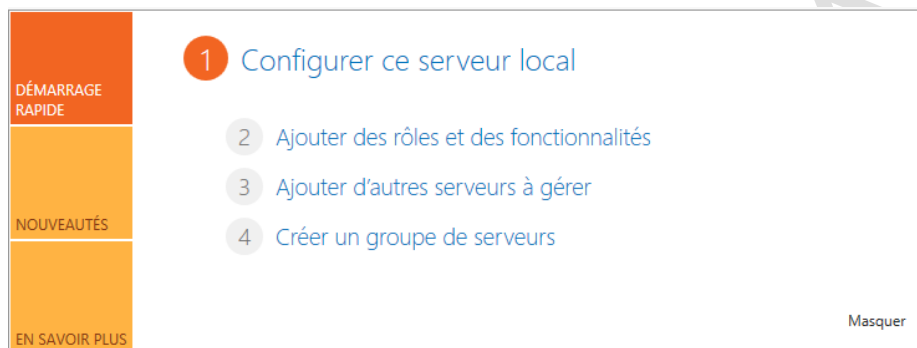 DÉMARRAGE
RAPIDE
NOUVEAUTÉS
EN SAVOIR PLUS
1 Configurer ce serveur local
2 Ajouter des rôles et des fonctionnalités
3 Ajouter d'autres serveurs à gérer
4 Créer un groupe de serveurs
Masquer